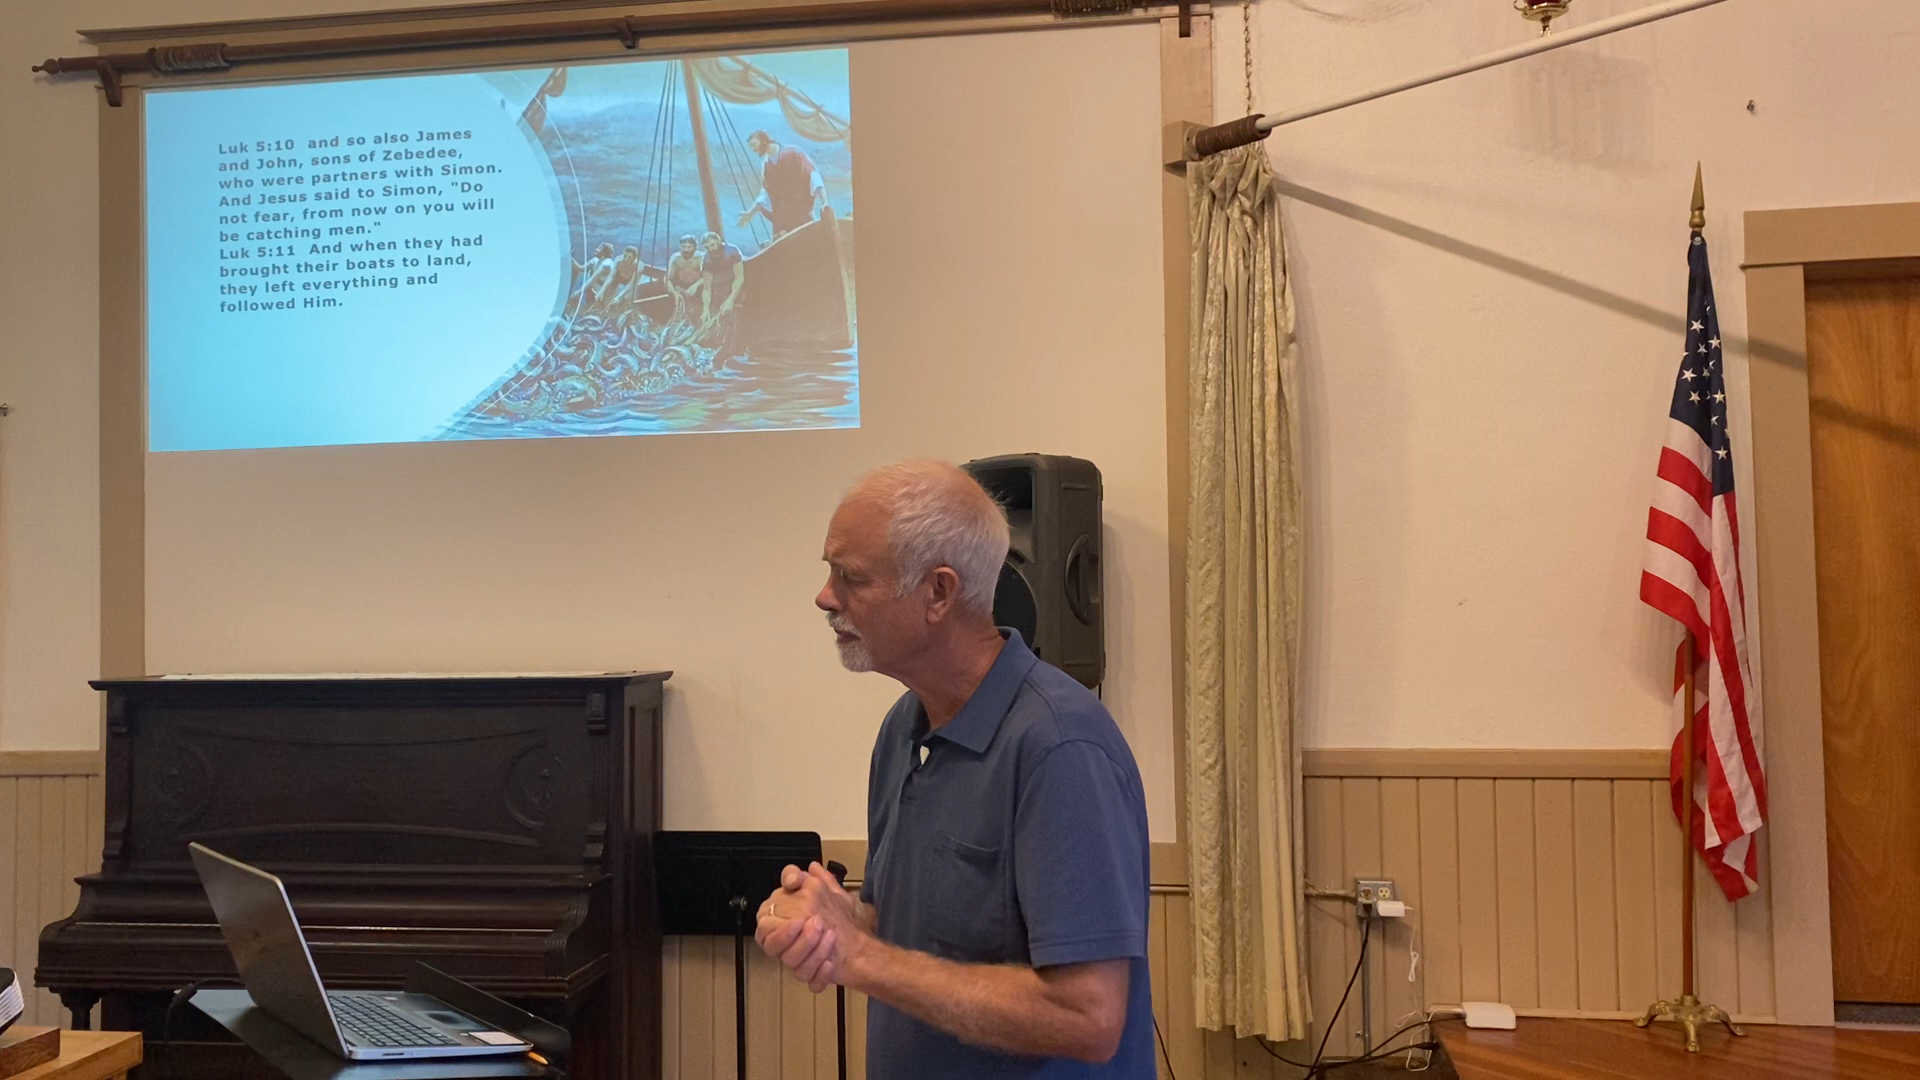 Luk 5:10 and so also James
and John, sons of Zebedee,
who were partners with Simon.
And Jesus said to Simon, "Do
not fear, from now on you will
be catching men."
Luk 5:11 And when they had
brought their boats to land,
they left everything and
followed Him.